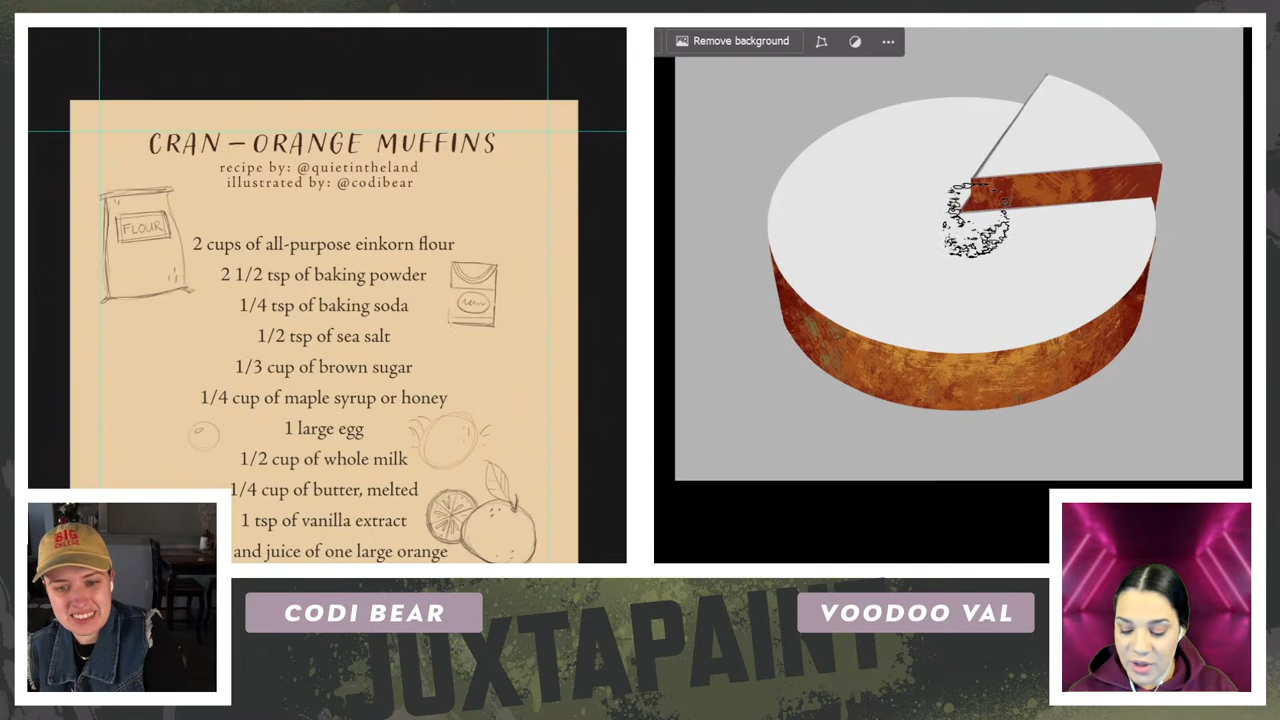 Remove background
CRAN-ORANGE MUFFINS
recipe by: @quietintheland
illustrated by: @codibear
FLOUR
2 cups of all-purpose einkorn flour
2 1/2 tsp of baking powder
1/4 tsp of baking soda
1/2 tsp of sea salt
1/3 cup of brown sugar
1/4 cup of maple syrup or honey
1 large egg
1/2 cup of whole milk
1/4 cup of butter, melted
1 tsp of vanilla extract
and juice of one large orange
BIG
CHEESE
CODI BEAR
VOODOO VAL
JUXTAPAINT